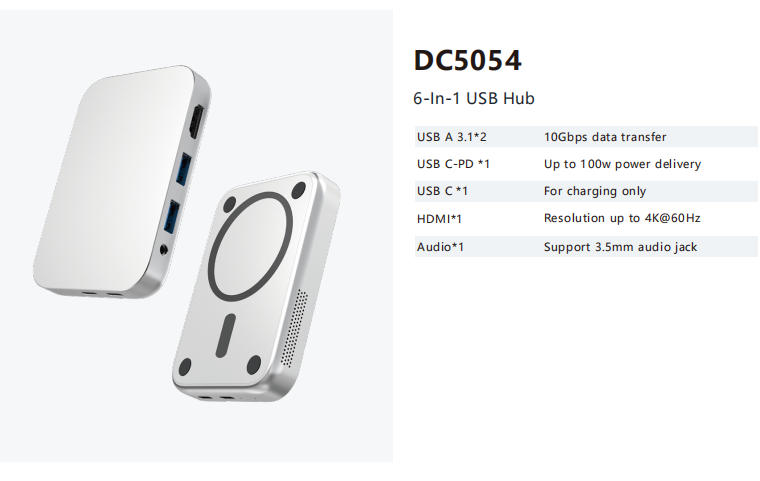 DC5054
6-In-1 USB Hub
USB A 3.1*2 10Gbps data transfer
USB C-PD *1 Up to 100w power delivery
USB C *1 For charging only
HDMI*1 Resolution up to 4K@60Hz
Audio*1 Support 3.5mm audio jack